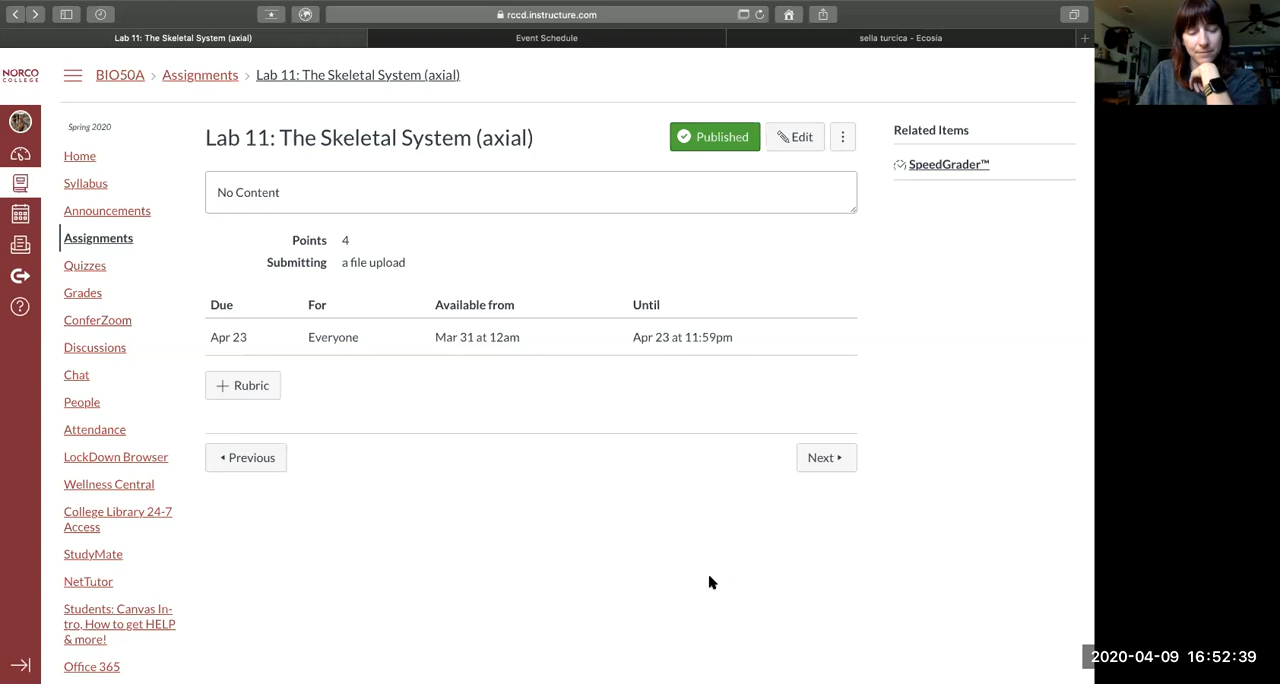 rccd.instructure.com
Lab 11: The Skeletal System (axial)
Event Schedule
sella turcica - Ecosia
NORCO
COLLEGE
BIO50A > Assignments > Lab 11: The Skeletal System (axial)
Spring 2020
Home
Syllabus
Announcements
Assignments
Quizzes
Grades
ConferZoom
Discussions
Chat
People
Attendance
LockDown Browser
Wellness Central
College Library 24-7
Access
StudyMate
NetTutor
Students: Canvas In-
tro, How to get HELP
& more!
Office 365
Lab 11: The Skeletal System (axial)
Published
Edit
No Content
Points 4
Submitting a file upload
Due For Available from Until
Apr 23 Everyone Mar 31 at 12am Apr 23 at 11:59pm
+ Rubric
Previous
Next
Related Items
SpeedGrader™
2020-04-09 16:52:39